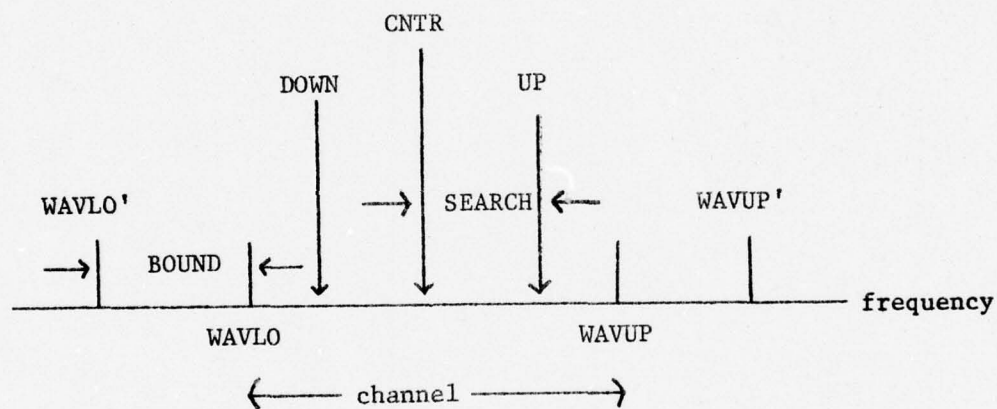 CNTR
DOWN
UP
WAVLO'
SEARCH
WAVUP'
BOUND
frequency
WAVLO
WAVUP
channel